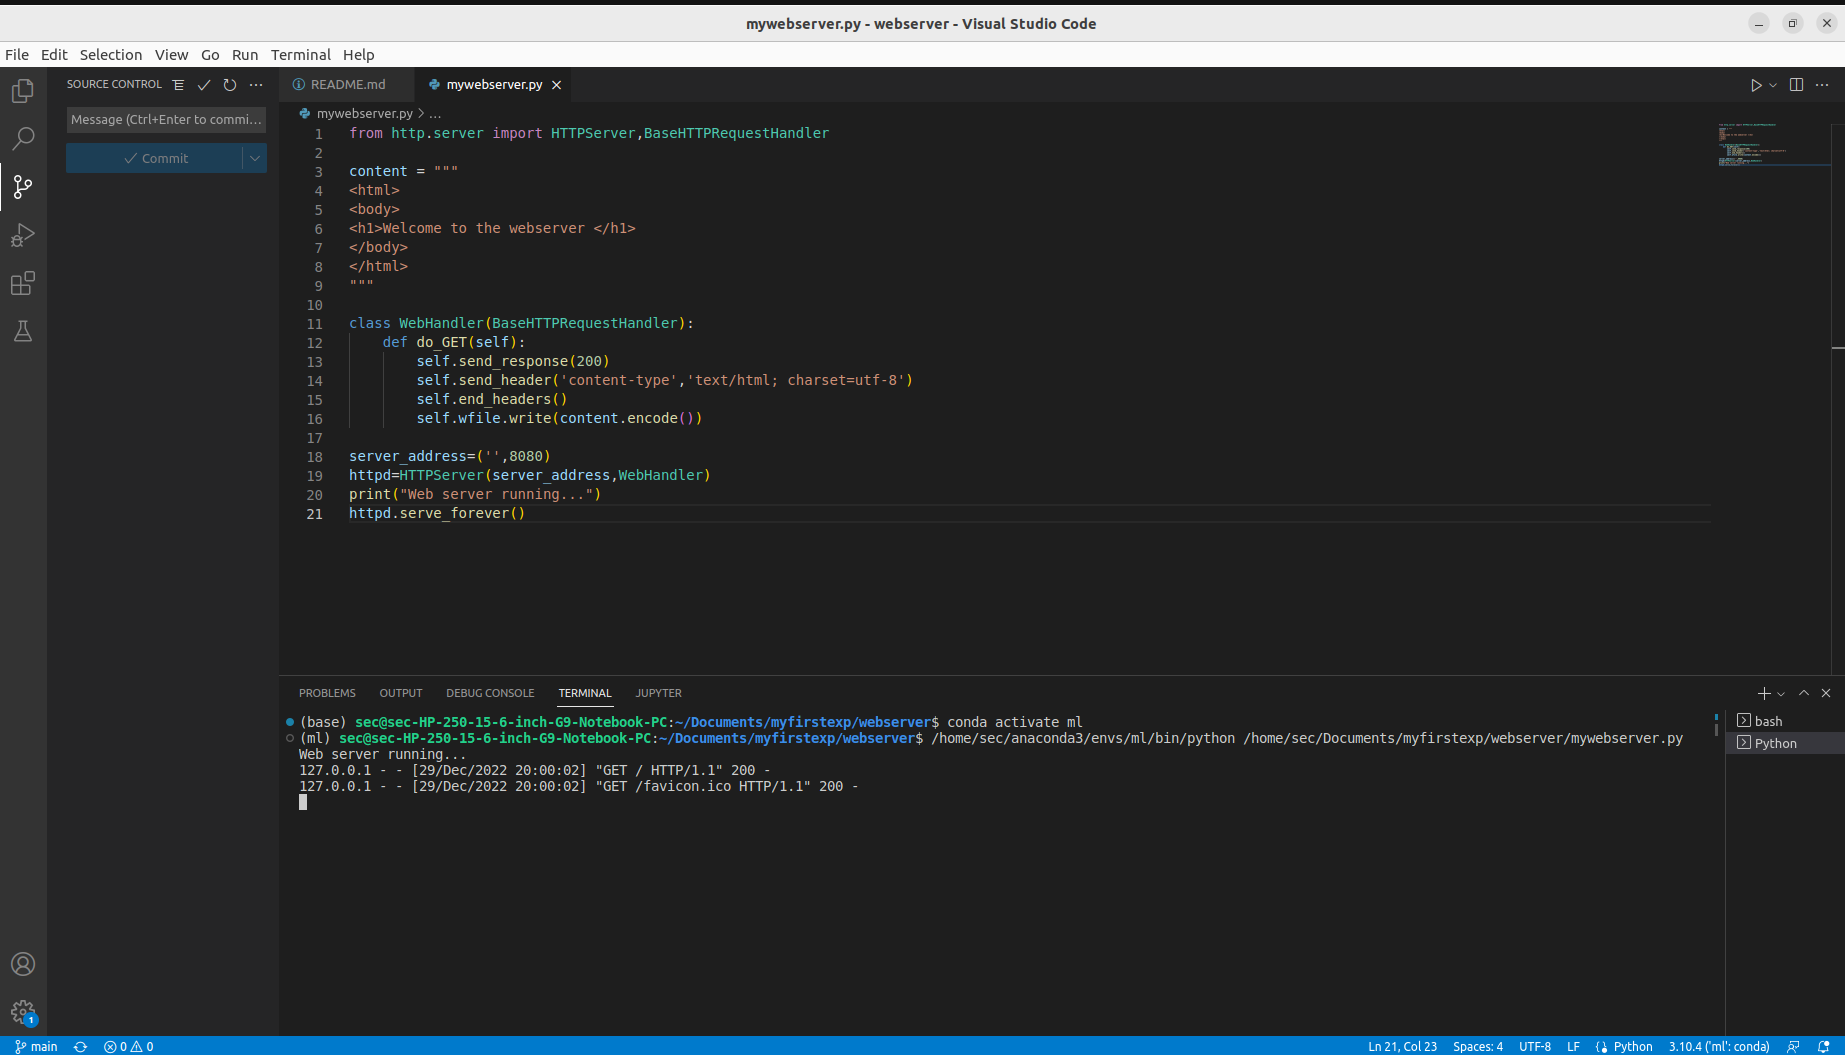 mywebserver.py - webserver - Visual Studio Code
File Edit Selection View Go Run Terminal Help
SOURCE CONTROL
Message (Ctrl+Enter to commi...
Commit
README.md
mywebserver.py
mywebserver.py > ...
1 from http.server import HTTPServer,BaseHTTPRequestHandler
2
3 content = """
4 <html>
5 <body>
6 <h1>Welcome to the webserver </h1>
7 </body>
8 </html>
9 """
10
11 class WebHandler(BaseHTTPRequestHandler):
12     def do_GET(self):
13         self.send_response(200)
14         self.send_header('content-type','text/html; charset=utf-8')
15         self.end_headers()
16         self.wfile.write(content.encode())
17
18 server_address=('',8080)
19 httpd=HTTPServer(server_address,WebHandler)
20 print("Web server running...")
21 httpd.serve_forever()
PROBLEMS OUTPUT DEBUG CONSOLE TERMINAL JUPYTER
(base) sec@sec-HP-250-15-6-inch-G9-Notebook-PC:~/Documents/myfirstexp/webserver$ conda activate ml
(ml) sec@sec-HP-250-15-6-inch-G9-Notebook-PC:~/Documents/myfirstexp/webserver$ /home/sec/anaconda3/envs/ml/bin/python /home/sec/Documents/myfirstexp/webserver/mywebserver.py
Web server running...
127.0.0.1 - - [29/Dec/2022 20:00:02] "GET / HTTP/1.1" 200 -
127.0.0.1 - - [29/Dec/2022 20:00:02] "GET /favicon.ico HTTP/1.1" 200 -
bash
Python
1
main 0 0 Ln 21, Col 23 Spaces: 4 UTF-8 LF Python 3.10.4 ('ml': conda)